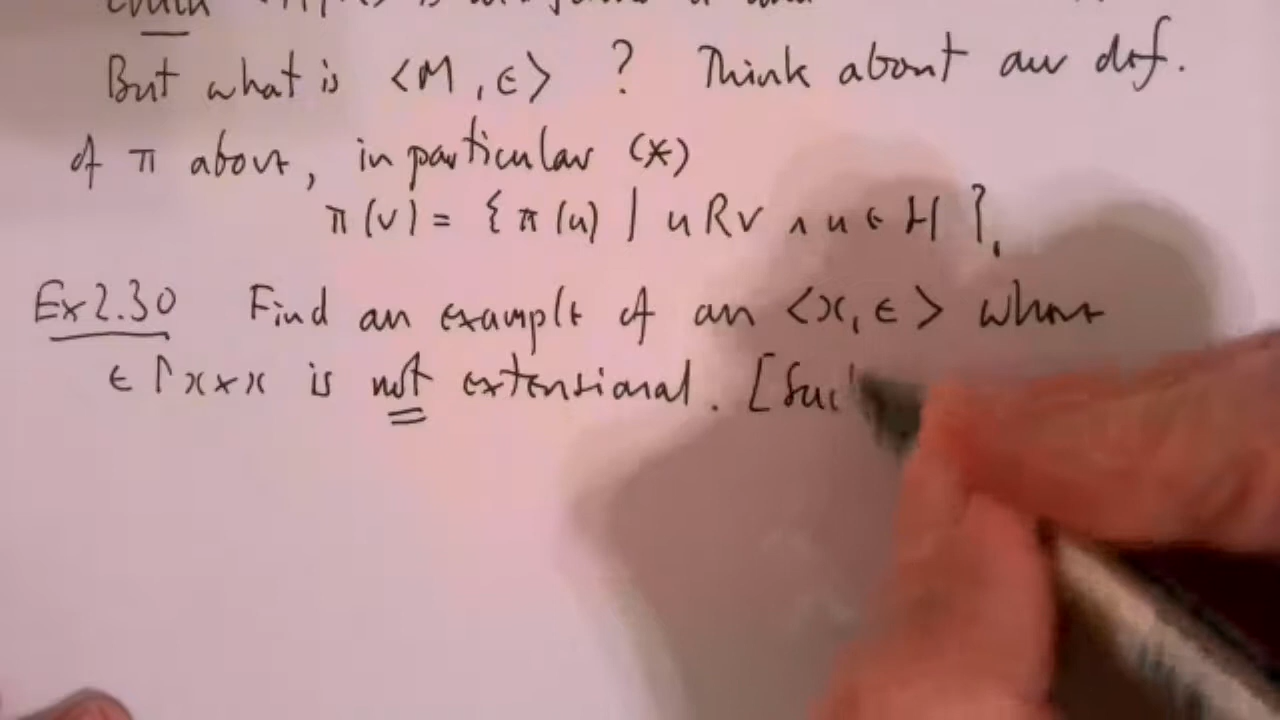 But what is <M, ∈> ? Think about our def.
of π above, in particular (*)
π(v) = {π(u) | uRv ∧ u ∈ H}.
Ex 2.30 Find an example of an <x, ∈> where
∈ ↾ x × x is not extensional. [Suc